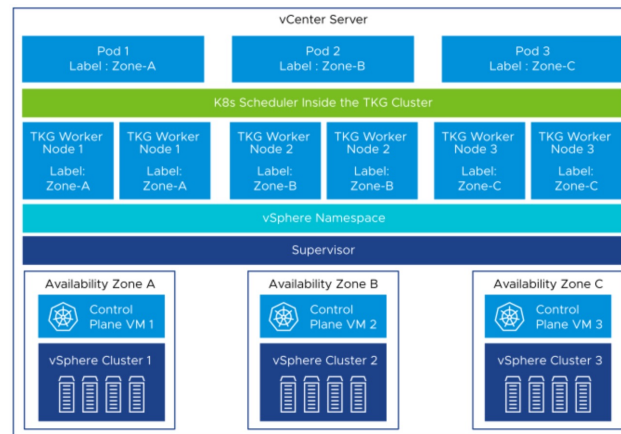 vCenter Server
Pod 1
Label : Zone-A
Pod 2
Label : Zone-B
Pod 3
Label : Zone-C
K8s Scheduler Inside the TKG Cluster
TKG Worker
Node 1
Label:
Zone-A
TKG Worker
Node 1
Label:
Zone-A
TKG Worker
Node 2
Label:
Zone-B
TKG Worker
Node 2
Label:
Zone-B
TKG Worker
Node 3
Label:
Zone-C
TKG Worker
Node 3
Label:
Zone-C
vSphere Namespace
Supervisor
Availability Zone A
Control
Plane VM 1
vSphere Cluster 1
Availability Zone B
Control
Plane VM 2
vSphere Cluster 2
Availability Zone C
Control
Plane VM 3
vSphere Cluster 3